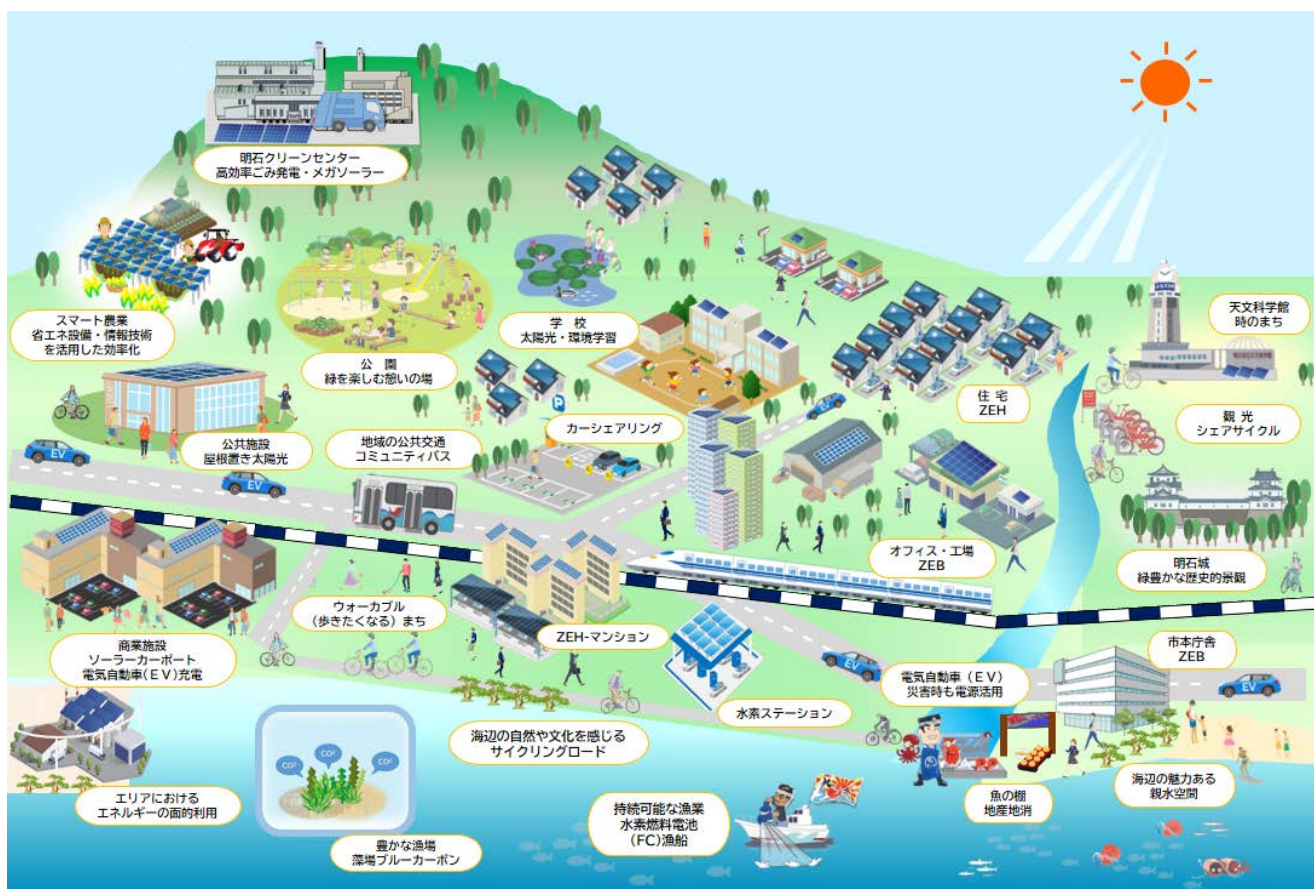 明石クリーンセンター
高効率ごみ発電・メガソーラー
スマート農業
省エネ設備・情報技術
を活用した効率化
公　園
緑を楽しむ憩いの場
学　校
太陽光・環境学習
天文科学館
時のまち
住　宅
ZEH
観　光
シェアサイクル
公共施設
屋根置き太陽光
地域の公共交通
コミュニティバス
カーシェアリング
P
EV
EV
EV
オフィス・工場
ZEB
明石城
緑豊かな歴史的景観
商業施設
ソーラーカーポート
電気自動車(EV)充電
ウォーカブル
(歩きたくなる)まち
ZEH-マンション
水素ステーション
EV
電気自動車（EV）
災害時も電源活用
市本庁舎
ZEB
EV
エリアにおける
エネルギーの面的利用
CO²
CO²
CO²
豊かな漁場
藻場ブルーカーボン
海辺の自然や文化を感じる
サイクリングロード
持続可能な漁業
水素燃料電池
(FC)漁船
魚の棚
地産地消
海辺の魅力ある
親水空間